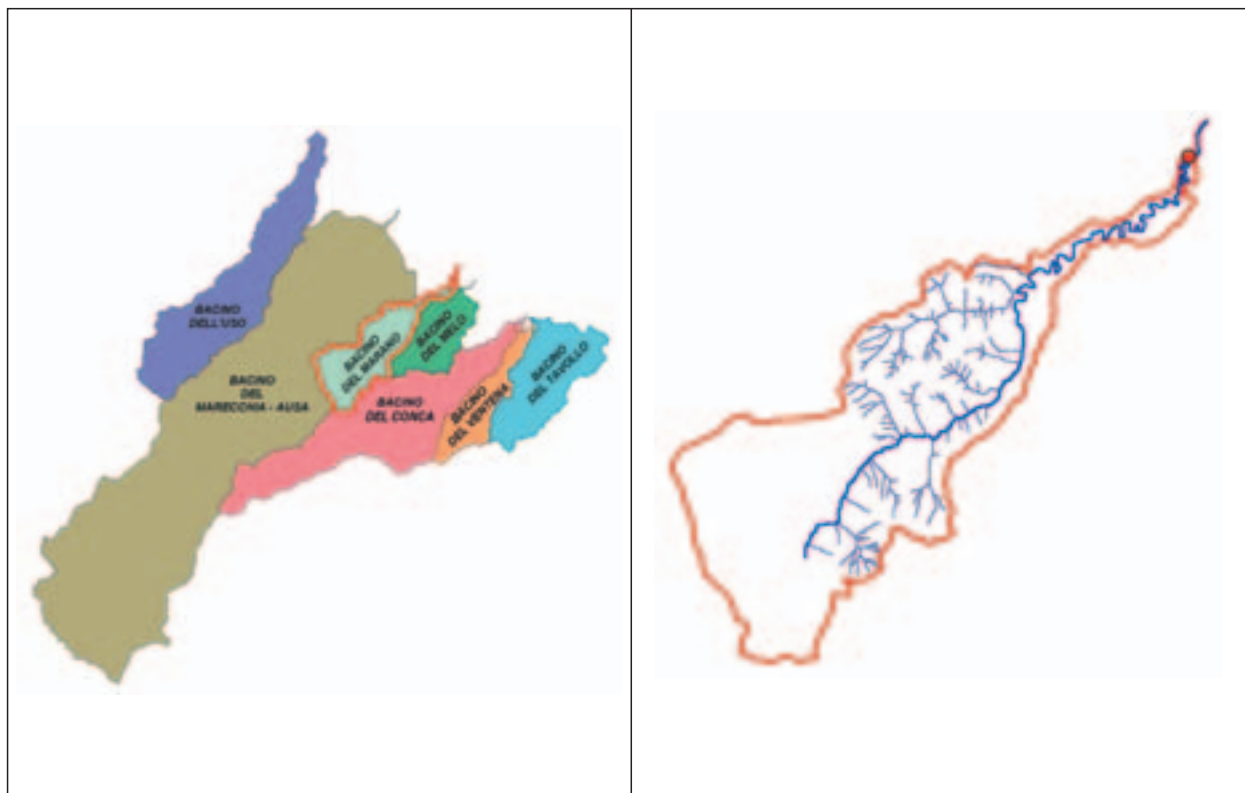 BACINO
DELL'USO
BACINO
DEL
MARECCHIA - AUSA
BACINO
DEL MARANO
BACINO
DEL MELO
BACINO
DEL CONCA
BACINO
DEL VENTENA
BACINO
DEL TAVOLLO